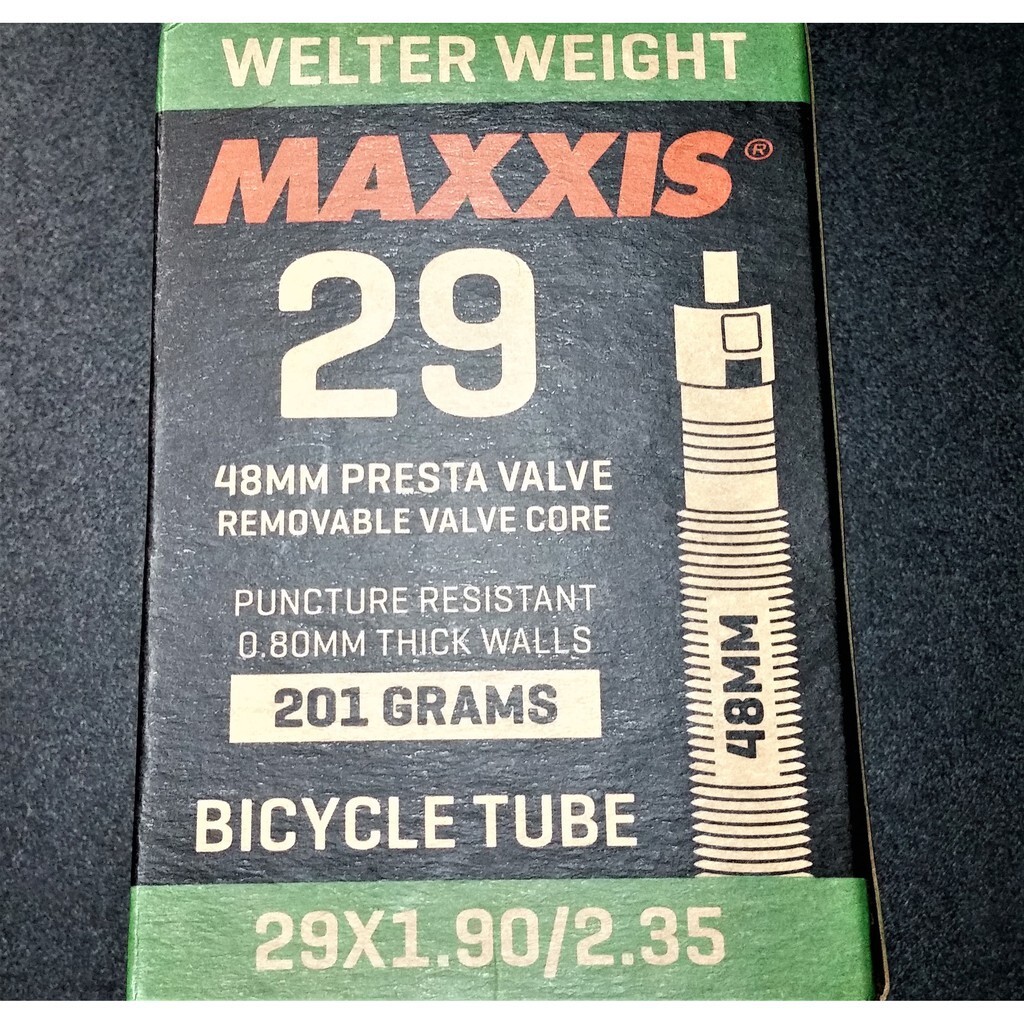 WELTER WEIGHT
MAXXIS®
29
48MM PRESTA VALVE
REMOVABLE VALVE CORE
PUNCTURE RESISTANT
0.80MM THICK WALLS
201 GRAMS
48MM
BICYCLE TUBE
29X1.90/2.35